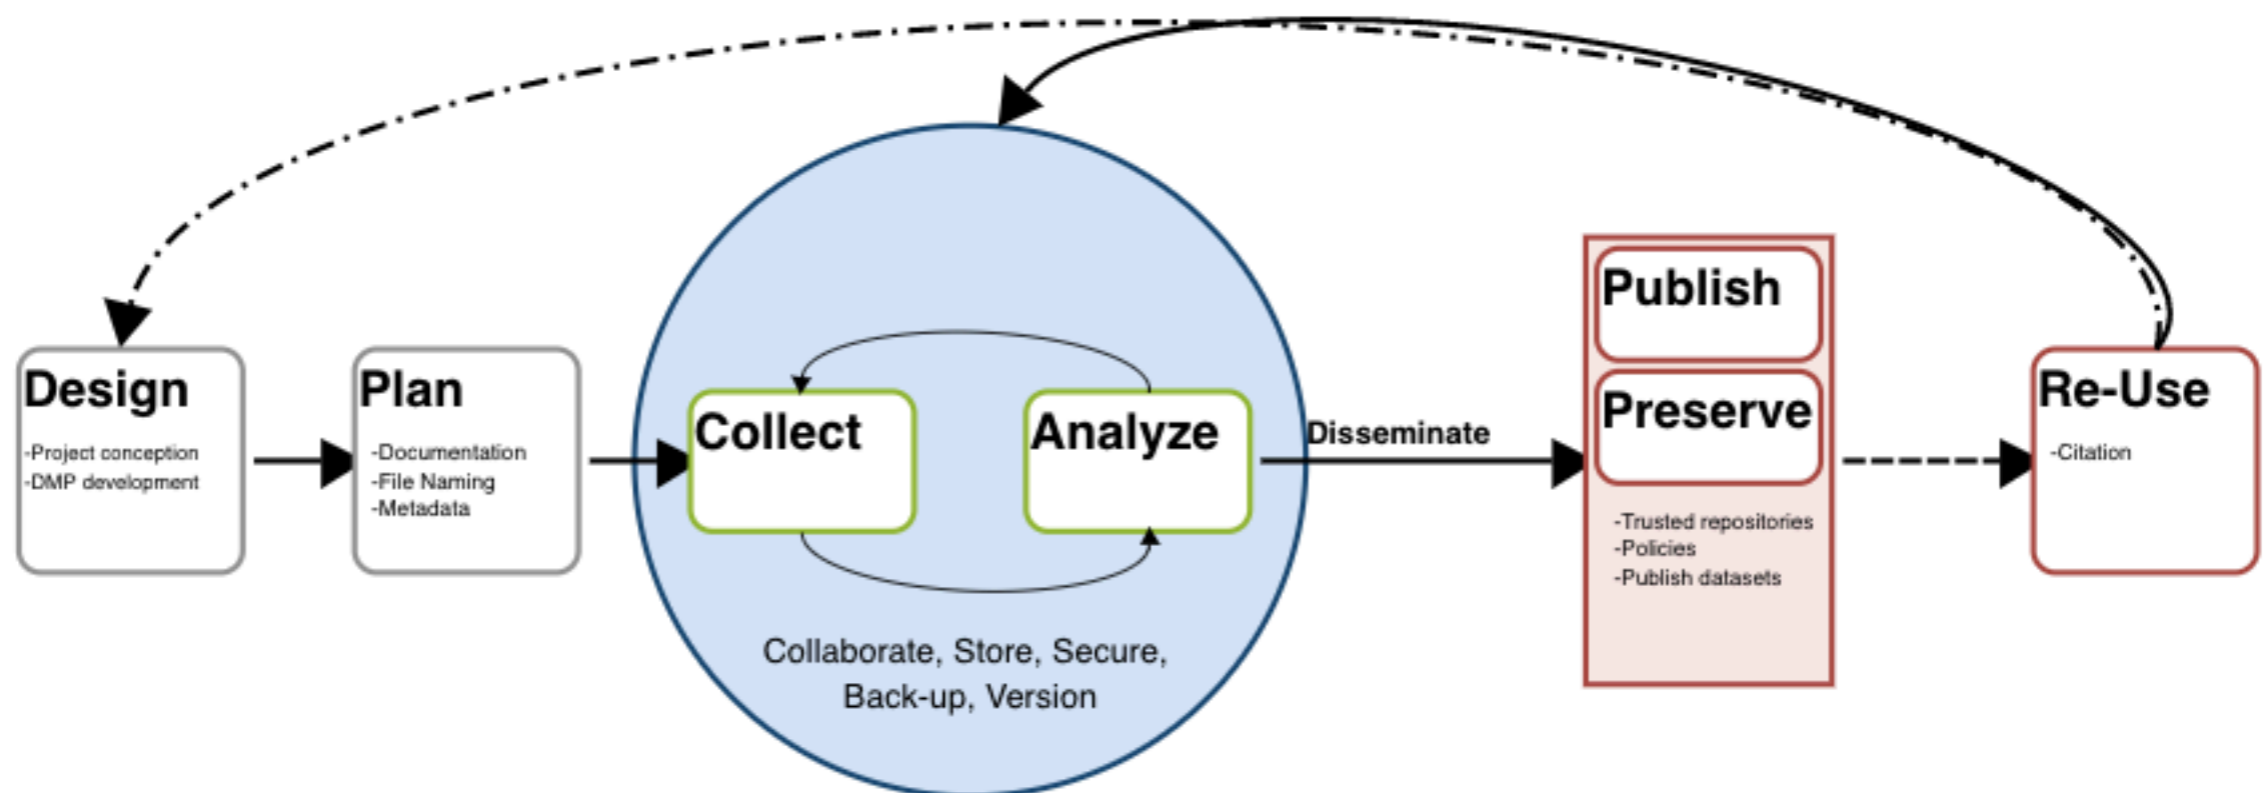 Design
-Project conception
-DMP development
Plan
-Documentation
-File Naming
-Metadata
Collect
Analyze
Collaborate, Store, Secure,
Back-up, Version
Disseminate
Publish
Preserve
-Trusted repositories
-Policies
-Publish datasets
Re-Use
-Citation